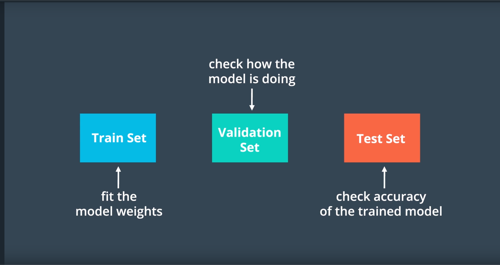 check how the
model is doing
Train Set
Validation
Set
Test Set
fit the
model weights
check accuracy
of the trained model